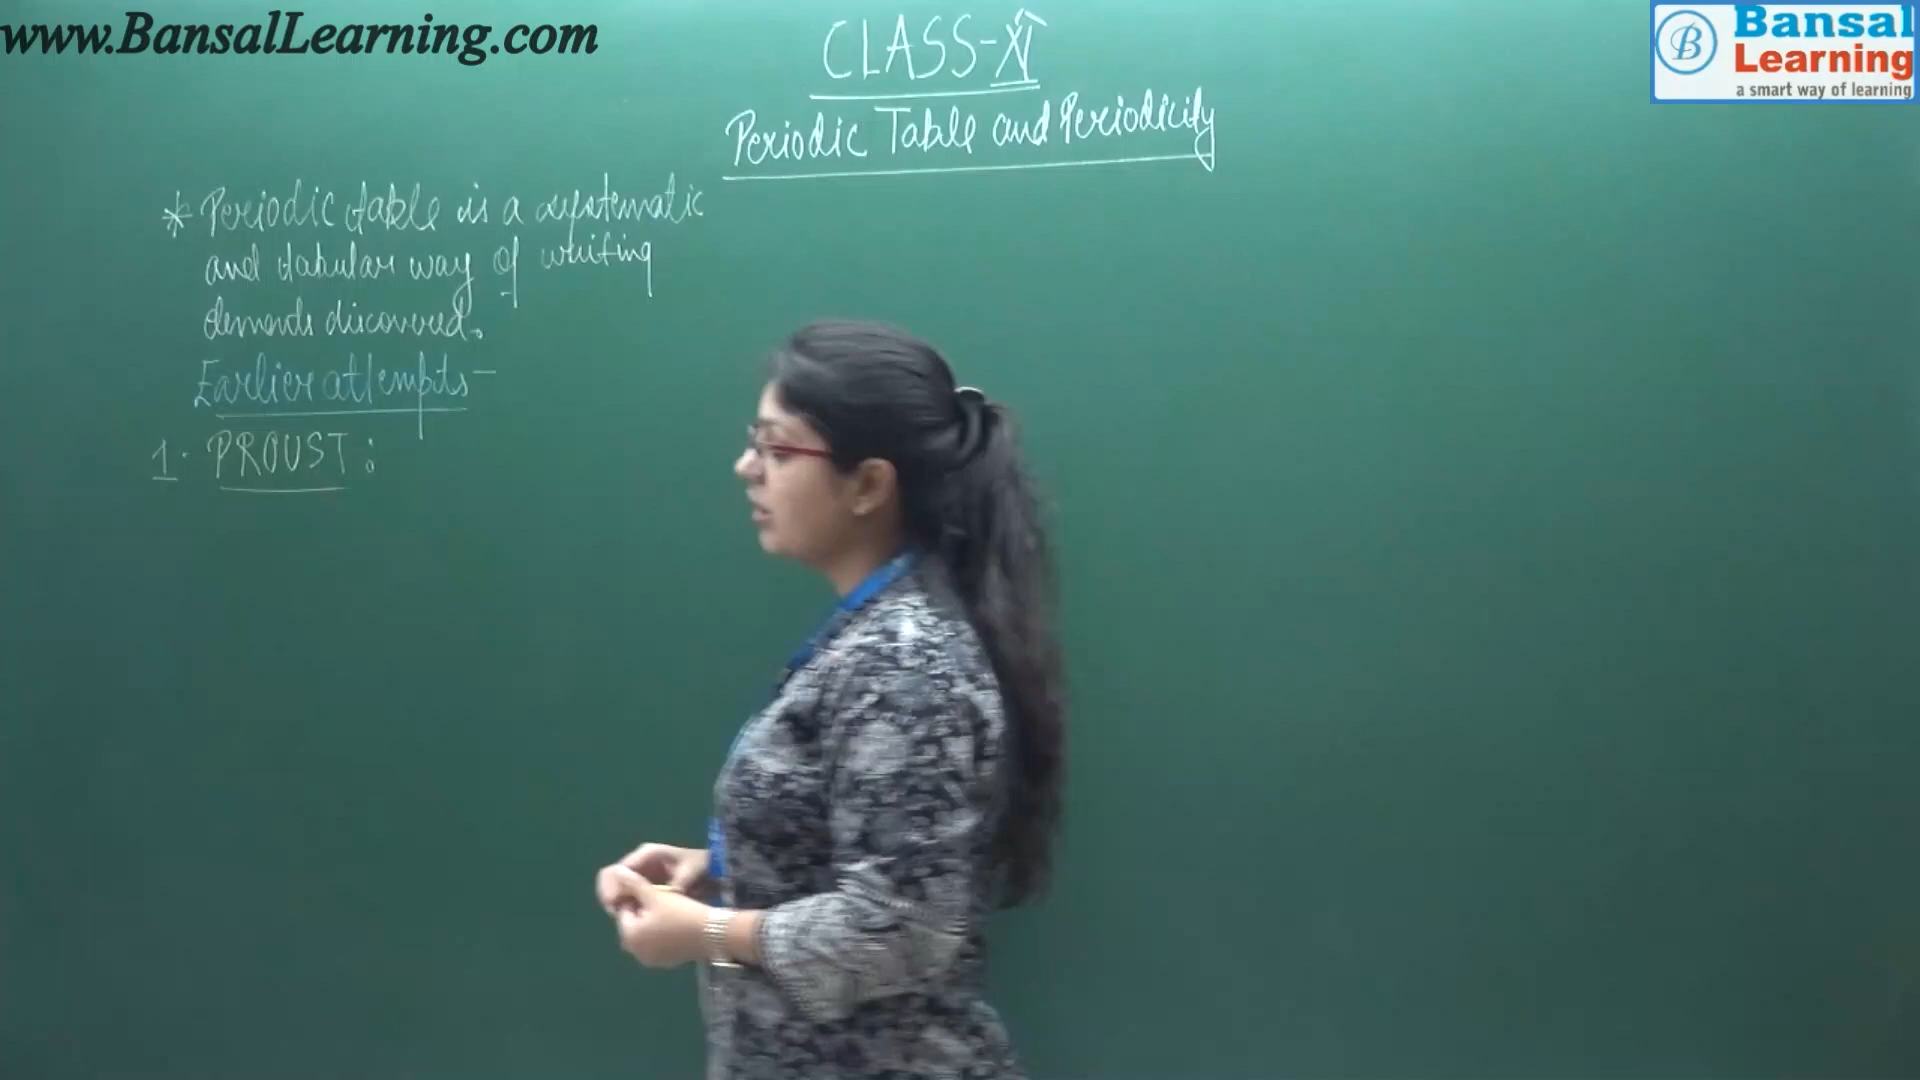 www.BansalLearning.com
Bansal
Learning
a smart way of learning
CLASS-XI
Periodic Table and Periodicity
* Periodic table is a systematic
and tabular way of writing
elements discovered.
Earlier attempts-
1. PROUST: